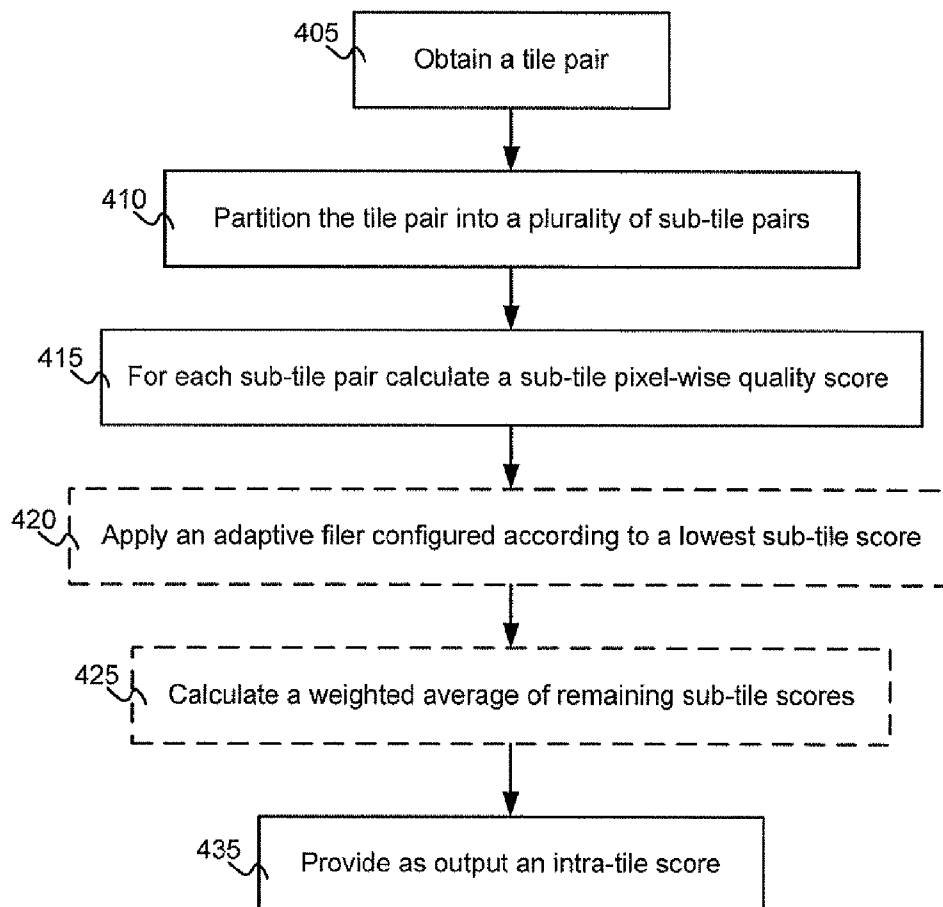 405
Obtain a tile pair
410
Partition the tile pair into a plurality of sub-tile pairs
415
For each sub-tile pair calculate a sub-tile pixel-wise quality score
420
Apply an adaptive filer configured according to a lowest sub-tile score
425
Calculate a weighted average of remaining sub-tile scores
435
Provide as output an intra-tile score